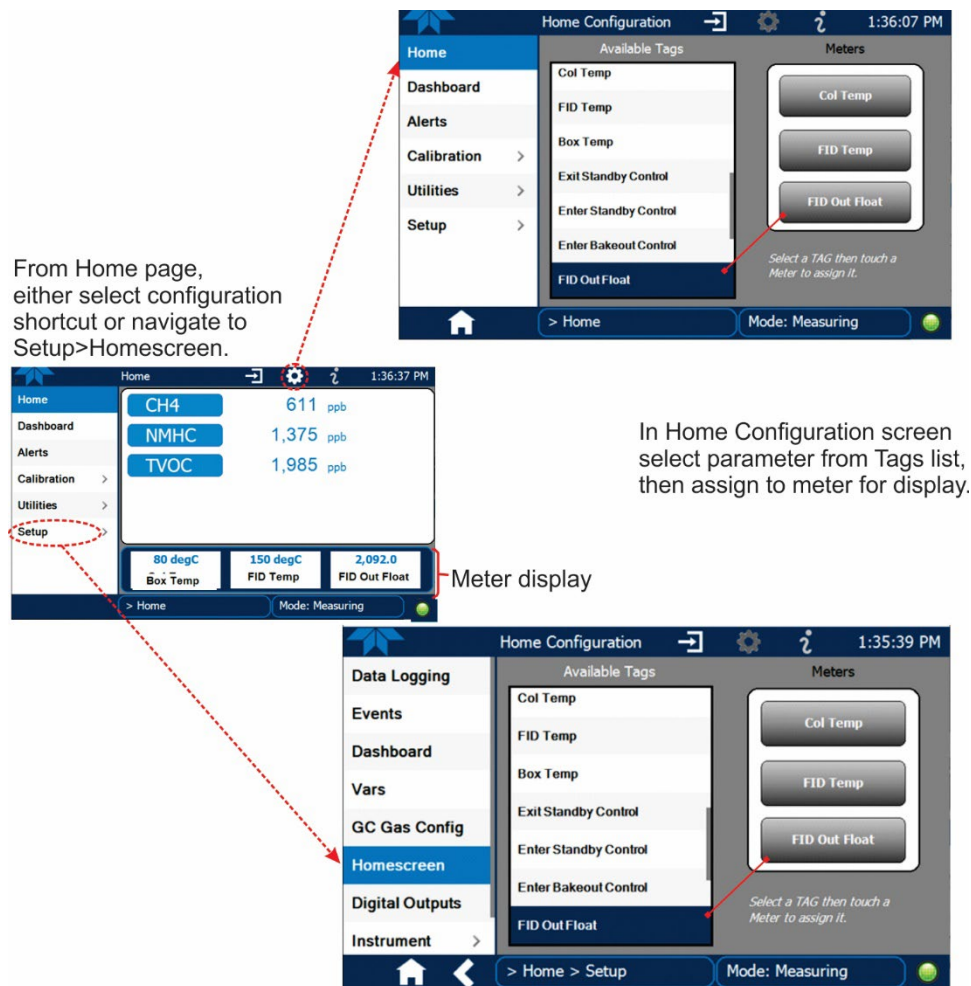 Home Configuration 1:36:07 PM
Home
Dashboard
Alerts
Calibration >
Utilities >
Setup >
Available Tags
Col Temp
FID Temp
Box Temp
Exit Standby Control
Enter Standby Control
Enter Bakeout Control
FID Out Float
Meters
Col Temp
FID Temp
FID Out Float
Select a TAG then touch a
Meter to assign it.
> Home
Mode: Measuring
From Home page,
either select configuration
shortcut or navigate to
Setup>Homescreen.
Home 1:36:37 PM
Home
Dashboard
Alerts
Calibration >
Utilities >
Setup >
CH4 611 ppb
NMHC 1,375 ppb
TVOC 1,985 ppb
80 degC
Box Temp
150 degC
FID Temp
2,092.0
FID Out Float
> Home
Mode: Measuring
Meter display
In Home Configuration screen
select parameter from Tags list,
then assign to meter for display.
Home Configuration 1:35:39 PM
Data Logging
Events
Dashboard
Vars
GC Gas Config
Homescreen
Digital Outputs
Instrument >
Available Tags
Col Temp
FID Temp
Box Temp
Exit Standby Control
Enter Standby Control
Enter Bakeout Control
FID Out Float
Meters
Col Temp
FID Temp
FID Out Float
Select a TAG then touch a
Meter to assign it.
> Home > Setup
Mode: Measuring